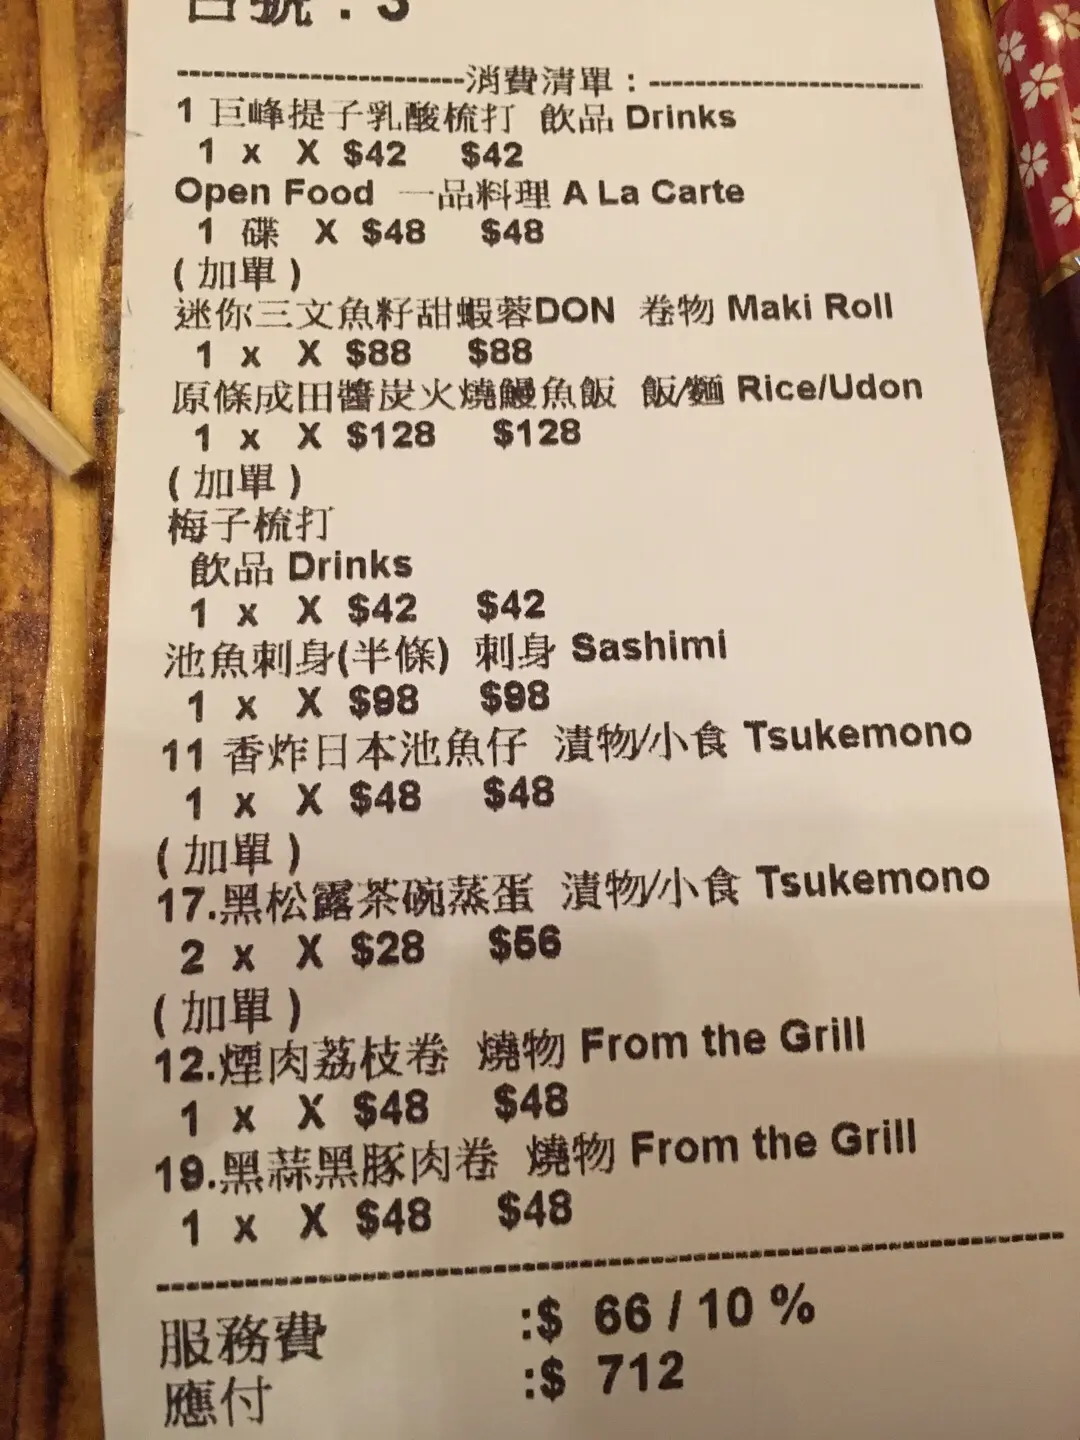 台號 : 3
-----------------------消費清單 : ----------------------
1 巨峰提子乳酸梳打 飲品 Drinks
1 x X $42 $42
Open Food 一品料理 A La Carte
1 碟 X $48 $48
( 加單 )
迷你三文魚籽甜蝦蓉DON 卷物 Maki Roll
1 x X $88 $88
原條成田醬炭火燒鰻魚飯 飯/麵 Rice/Udon
1 x X $128 $128
( 加單 )
梅子梳打
飲品 Drinks
1 x X $42 $42
池魚刺身(半條) 刺身 Sashimi
1 x X $98 $98
11 香炸日本池魚仔 漬物/小食 Tsukemono
1 x X $48 $48
( 加單 )
17.黑松露茶碗蒸蛋 漬物/小食 Tsukemono
2 x X $28 $56
( 加單 )
12.煙肉荔枝卷 燒物 From the Grill
1 x X $48 $48
19.黑蒜黑豚肉卷 燒物 From the Grill
1 x X $48 $48
------------------------------------------------------------
服務費 :$ 66 / 10 %
應付 :$ 712